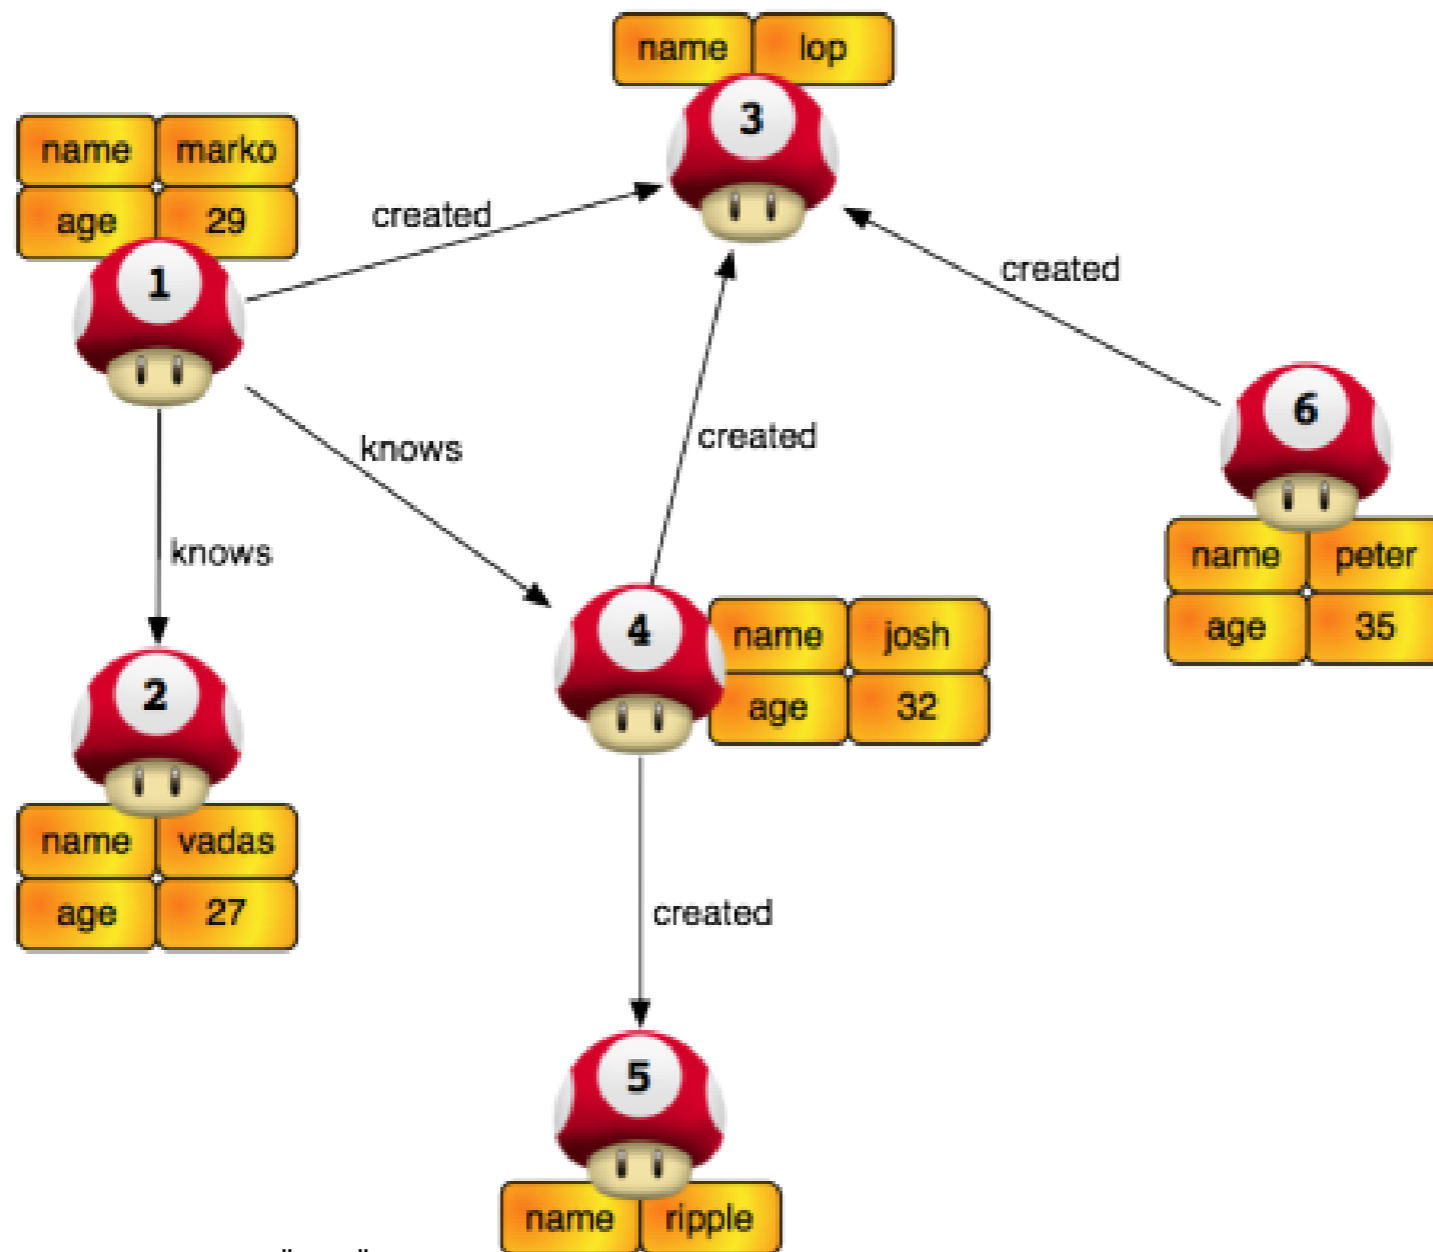 name lop
3
name marko
age 29
1
created
created
6
knows
created
name peter
age 35
knows
4
name josh
age 32
2
name vadas
age 27
created
5
name ripple